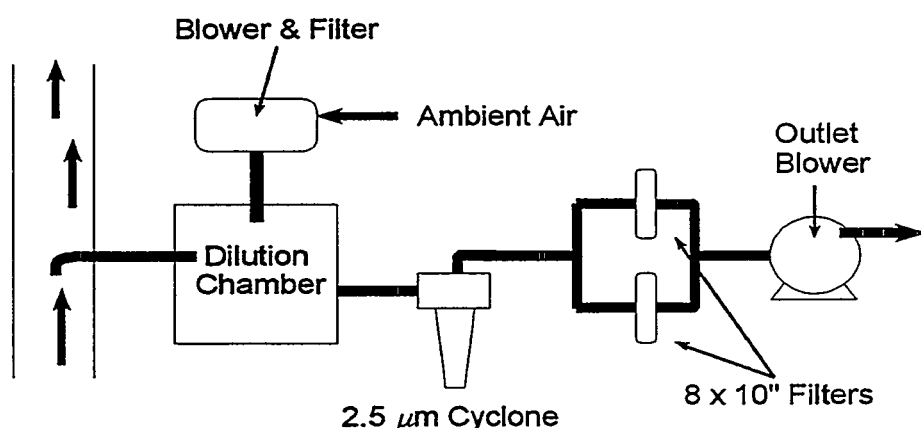 Blower & Filter
Ambient Air
Outlet
Blower
Dilution
Chamber
8 x 10" Filters
2.5 μm Cyclone